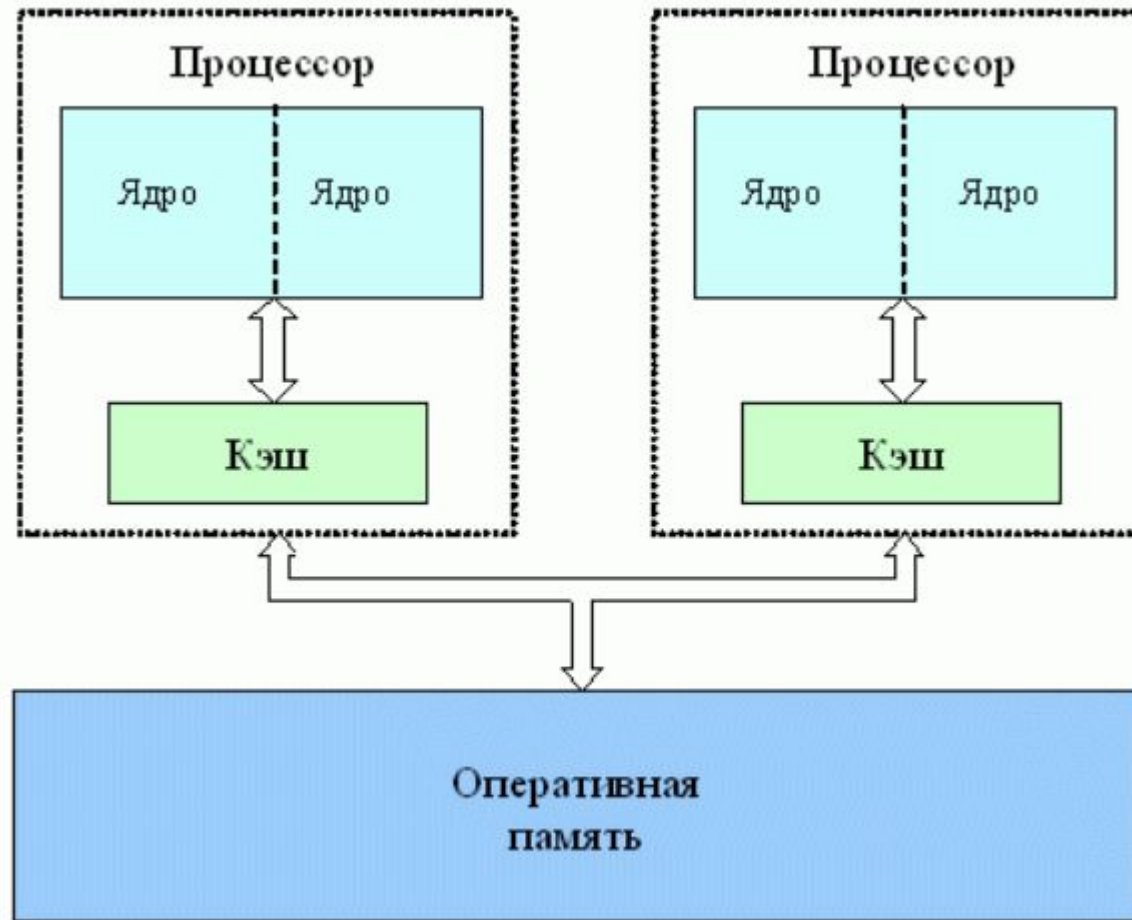 Процессор
Процессор
Ядро
Ядро
Ядро
Ядро
Кэш
Кэш
Оперативная
память